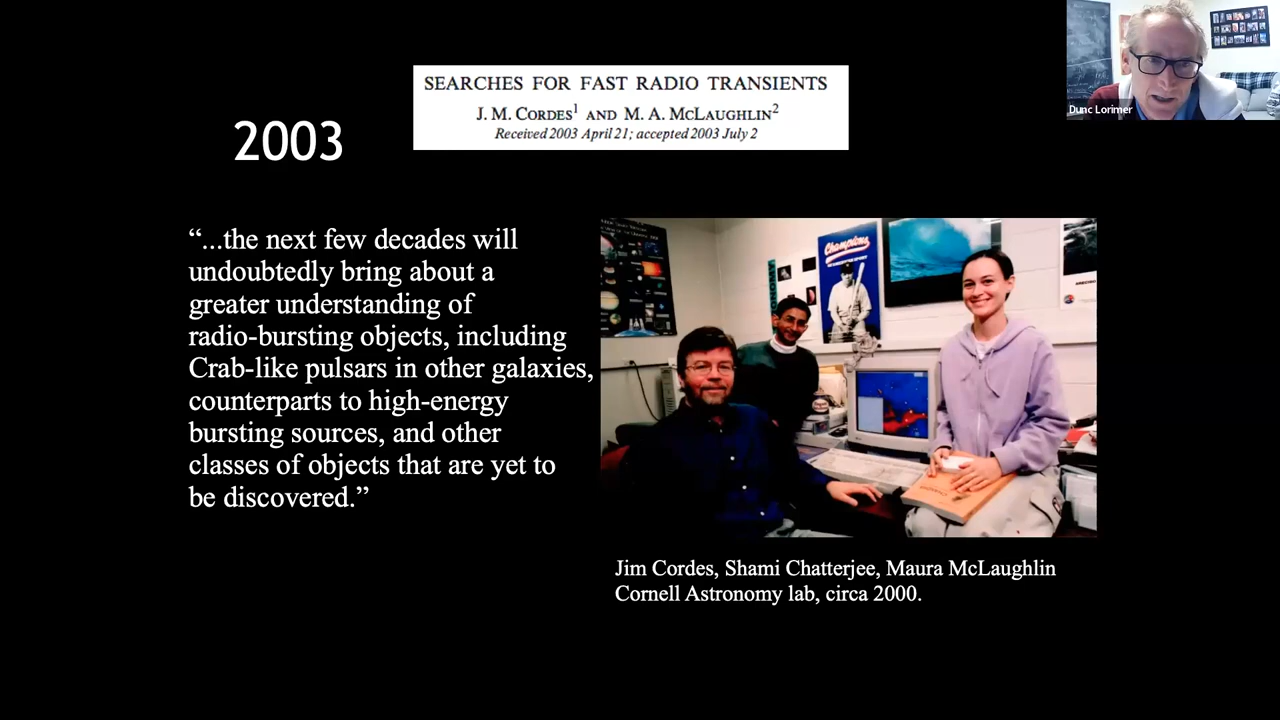 SEARCHES FOR FAST RADIO TRANSIENTS
J. M. CORDES¹ AND M. A. MCLAUGHLIN²
Received 2003 April 21; accepted 2003 July 2
2003
Dunc Lorimer
“...the next few decades will
undoubtedly bring about a
greater understanding of
radio-bursting objects, including
Crab-like pulsars in other galaxies,
counterparts to high-energy
bursting sources, and other
classes of objects that are yet to
be discovered.”
Champions
Jim Cordes, Shami Chatterjee, Maura McLaughlin
Cornell Astronomy lab, circa 2000.